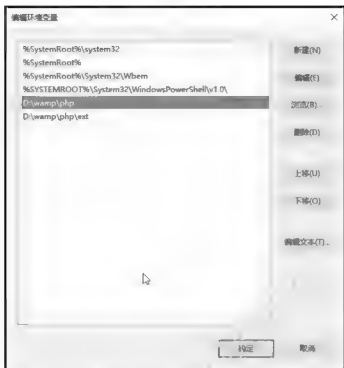 编辑环境变量
%SystemRoot%\system32
%SystemRoot%
%SystemRoot%\System32\Wbem
%SYSTEMROOT%\System32\WindowsPowerShell\v1.0\
D:\wamp\php
D:\wamp\php\ext
新建(N)
编辑(E)
浏览(B)...
删除(D)
上移(U)
下移(O)
编辑文本(T)...
确定
取消